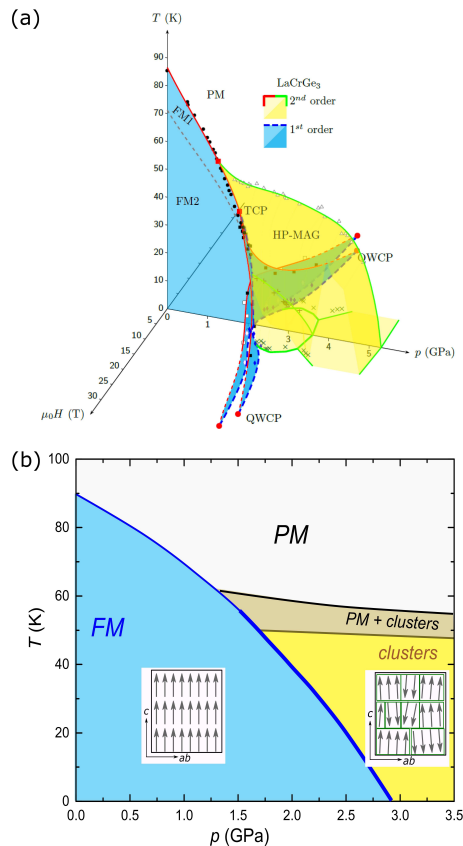 (a)
T (K)
90
80
70
60
50
40
30
20
10
0
PM
FM1
FM2
LaCrGe3
2nd order
1st order
TCP
HP-MAG
QWCP
0
5
10
15
20
25
30
μ0H (T)
0
1
2
3
4
5
p (GPa)
QWCP
(b)
100
80
60
40
20
0
T (K)
PM
PM + clusters
FM
clusters
c
ab
c
ab
0.0
0.5
1.0
1.5
2.0
2.5
3.0
3.5
p (GPa)